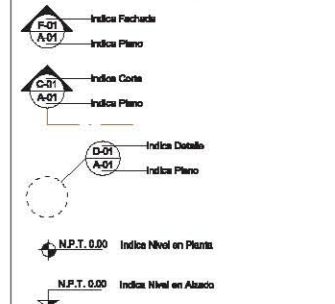 F-01 Indica Fachada
A-01 Indica Plano
C-01 Indica Corte
A-01 Indica Plano
D-01 Indica Detalle
A-01 Indica Plano
N.P.T. 0.00 Indica Nivel en Planta
N.P.T. 0.00 Indica Nivel en Alzado